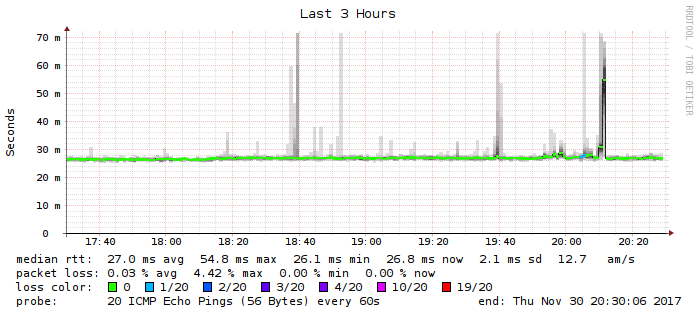 Last 3 Hours
RRDTOOL / TOBI OETIKER
Seconds
70 m
60 m
50 m
40 m
30 m
20 m
10 m
0
17:40 18:00 18:20 18:40 19:00 19:20 19:40 20:00 20:20
median rtt: 27.0 ms avg 54.8 ms max 26.1 ms min 26.8 ms now 2.1 ms sd 12.7 am/s
packet loss: 0.03 % avg 4.42 % max 0.00 % min 0.00 % now
loss color: 0 1/20 2/20 3/20 4/20 10/20 19/20
probe: 20 ICMP Echo Pings (56 Bytes) every 60s end: Thu Nov 30 20:30:06 2017